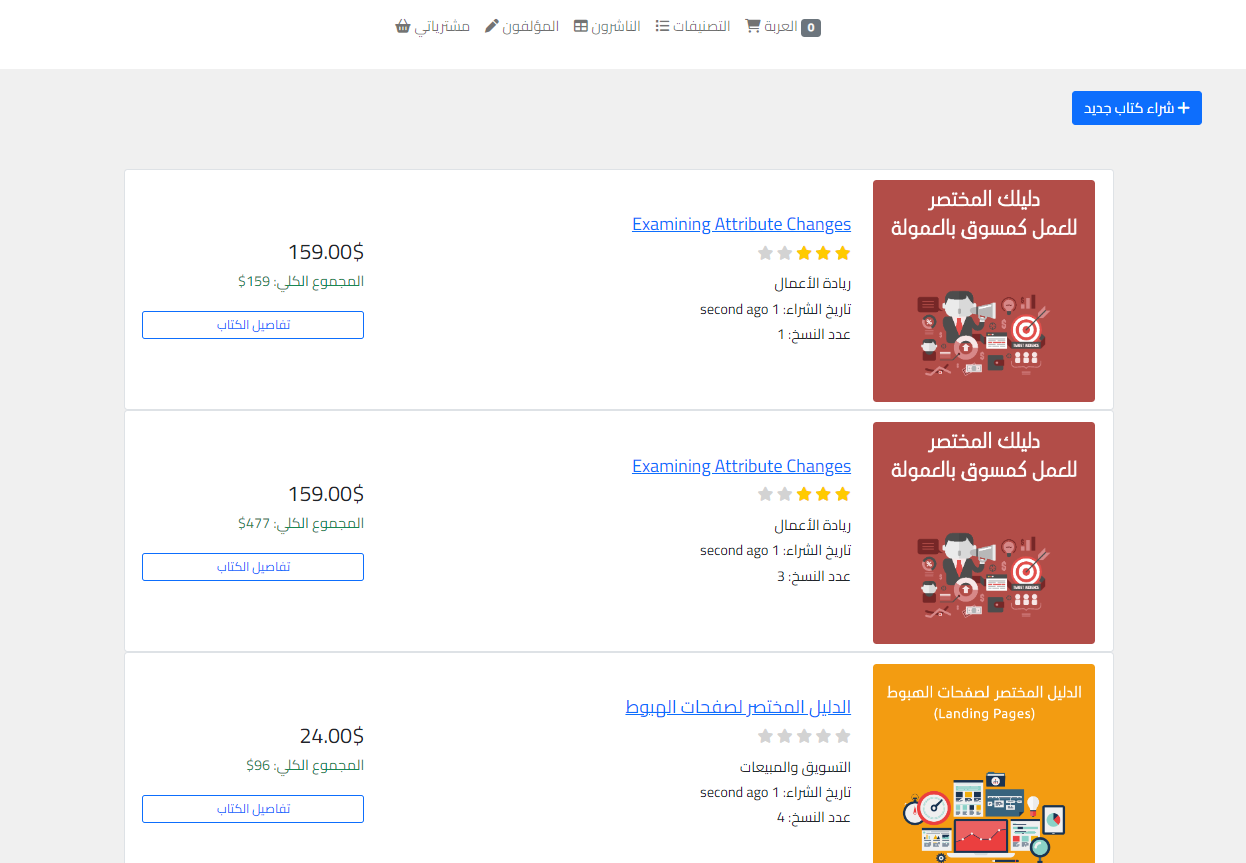 0 العربة التصنيفات الناشرون المؤلفون مشترياتي
شراء كتاب جديد
دليلك المختصر
للعمل كمسوق بالعمولة
Examining Attribute Changes
ريادة الأعمال
تاريخ الشراء: 1 second ago
عدد النسخ: 1
159.00$
المجموع الكلي: 159$
تفاصيل الكتاب
دليلك المختصر
للعمل كمسوق بالعمولة
Examining Attribute Changes
ريادة الأعمال
تاريخ الشراء: 1 second ago
عدد النسخ: 3
159.00$
المجموع الكلي: 477$
تفاصيل الكتاب
الدليل المختصر لصفحات الهبوط
(Landing Pages)
الدليل المختصر لصفحات الهبوط
التسويق والمبيعات
تاريخ الشراء: 1 second ago
عدد النسخ: 4
24.00$
المجموع الكلي: 96$
تفاصيل الكتاب